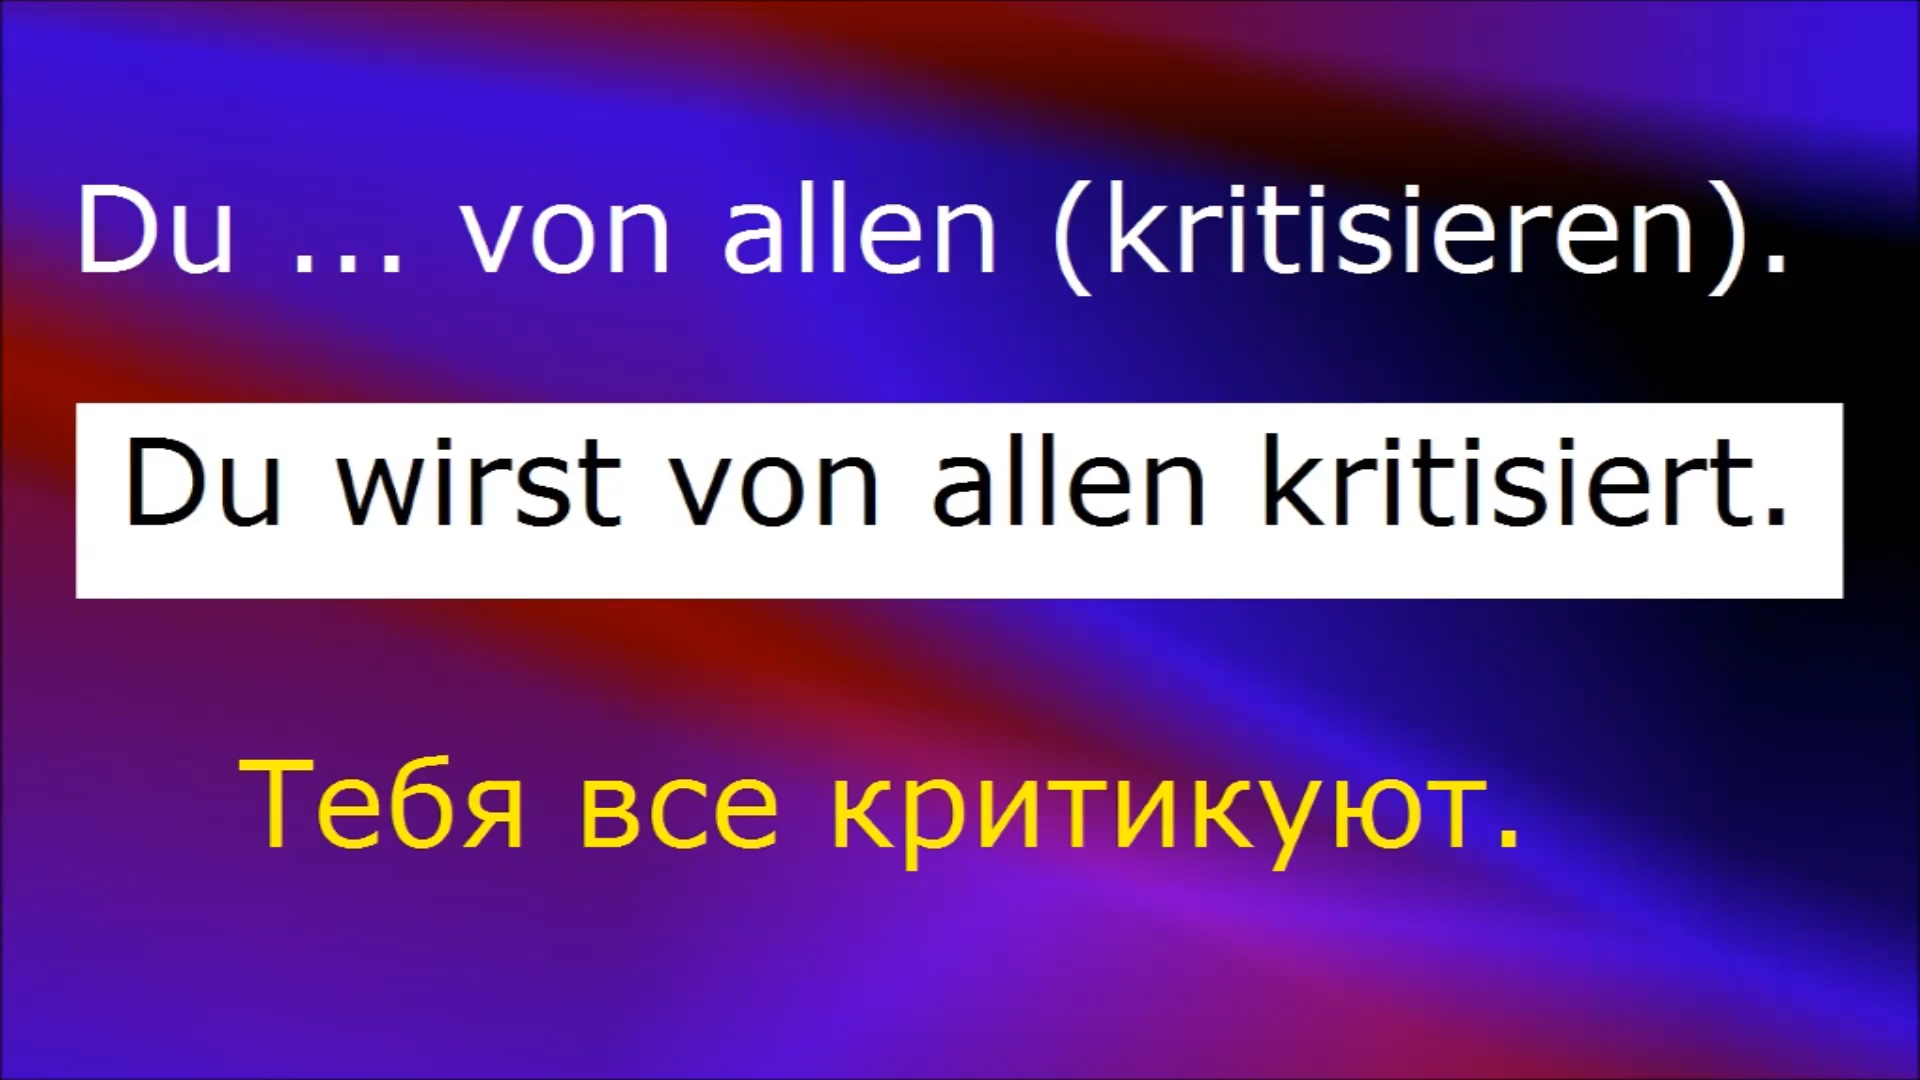 Du ... von allen (kritisieren).
Du wirst von allen kritisiert.
Тебя все критикуют.